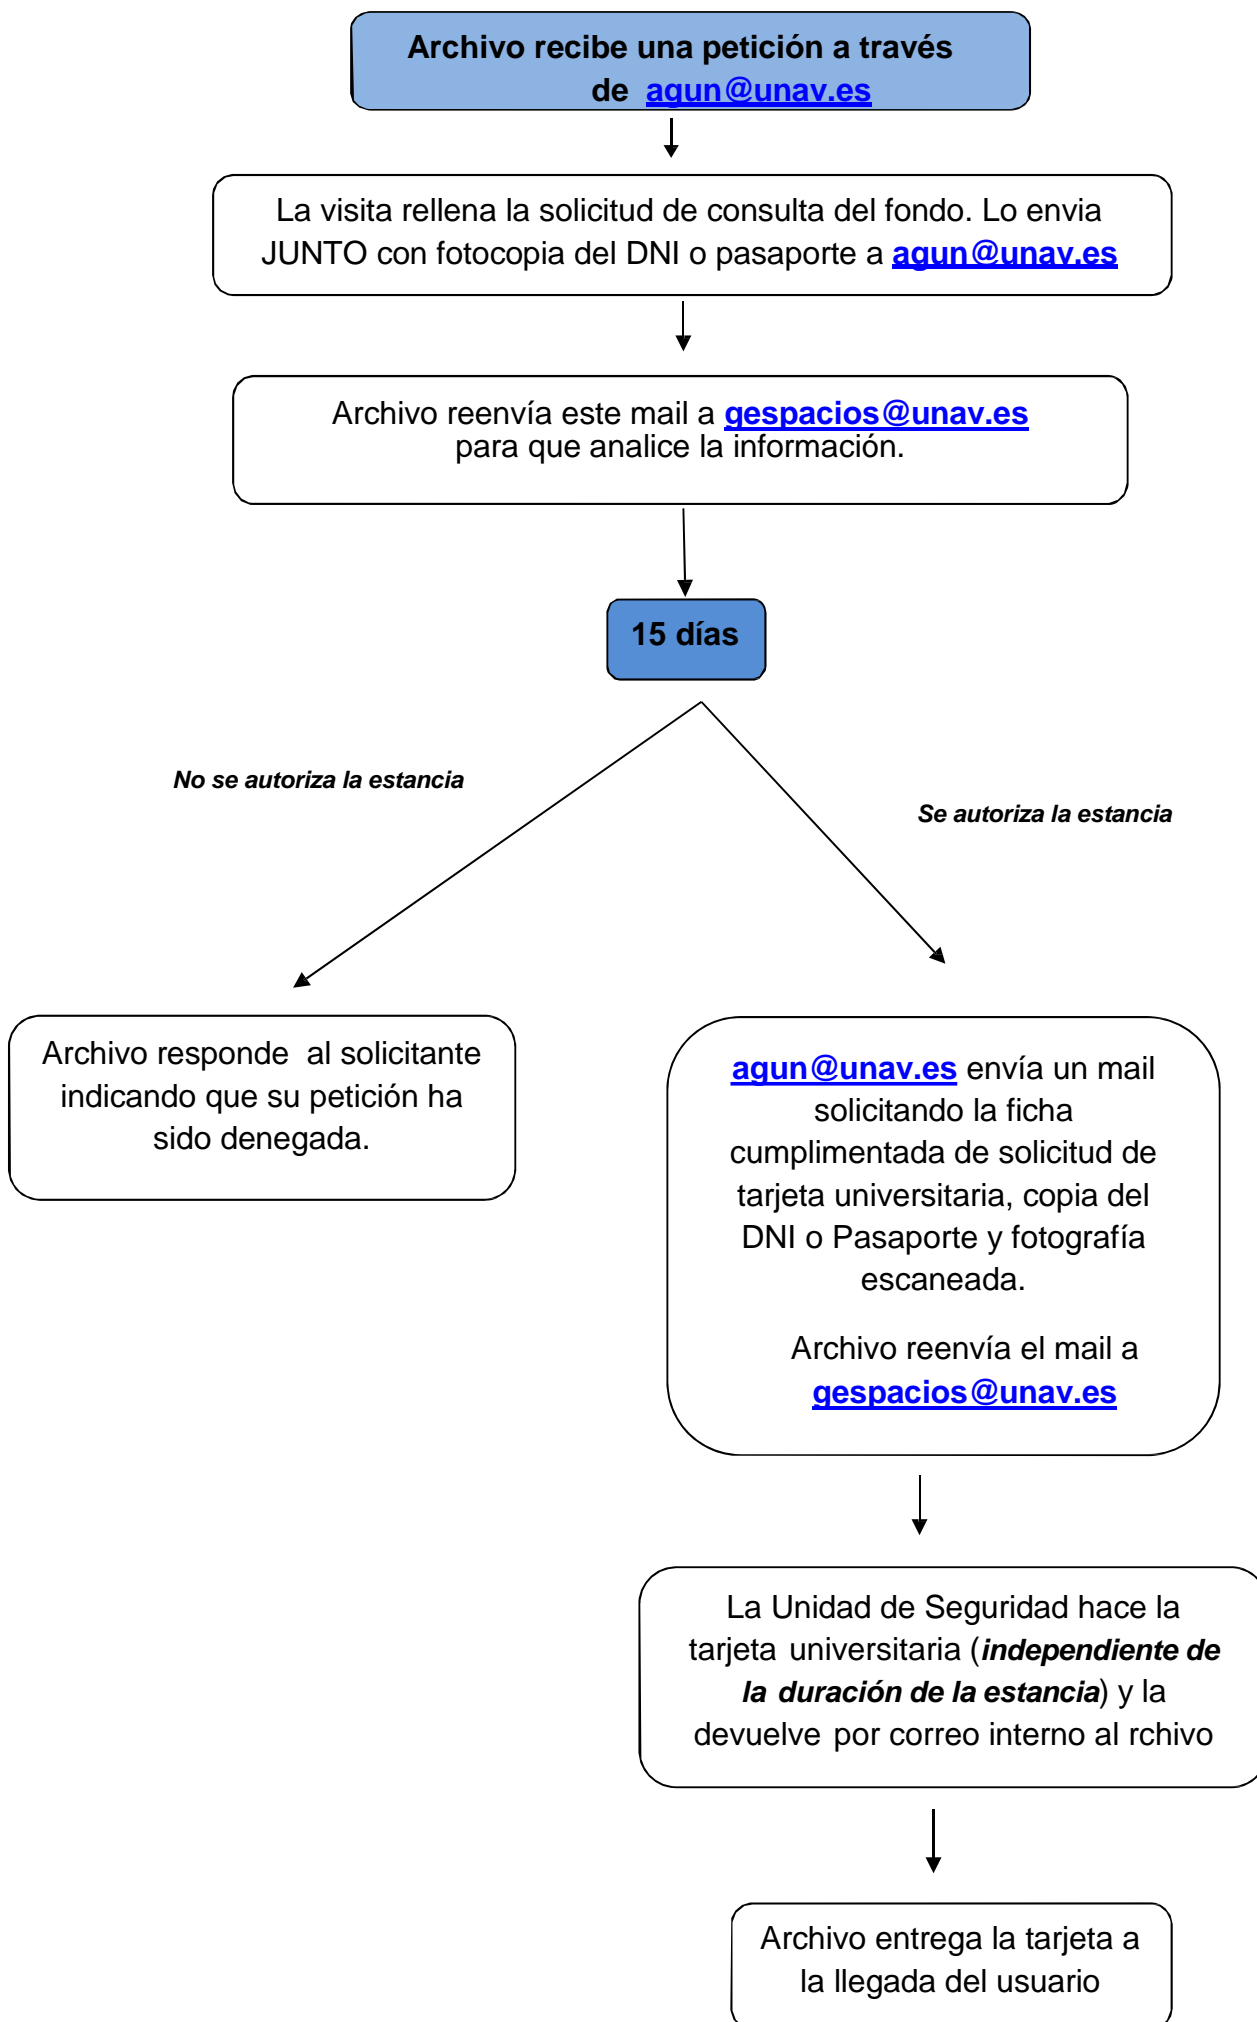 Archivo recibe una petición a través
de agun@unav.es
La visita rellena la solicitud de consulta del fondo. Lo envia
JUNTO con fotocopia del DNI o pasaporte a agun@unav.es
Archivo reenvía este mail a gespacios@unav.es
para que analice la información.
15 días
No se autoriza la estancia
Se autoriza la estancia
Archivo responde al solicitante
indicando que su petición ha
sido denegada.
agun@unav.es envía un mail
solicitando la ficha
cumplimentada de solicitud de
tarjeta universitaria, copia del
DNI o Pasaporte y fotografía
escaneada.
Archivo reenvía el mail a
gespacios@unav.es
La Unidad de Seguridad hace la
tarjeta universitaria (independiente de
la duración de la estancia) y la
devuelve por correo interno al rchivo
Archivo entrega la tarjeta a
la llegada del usuario